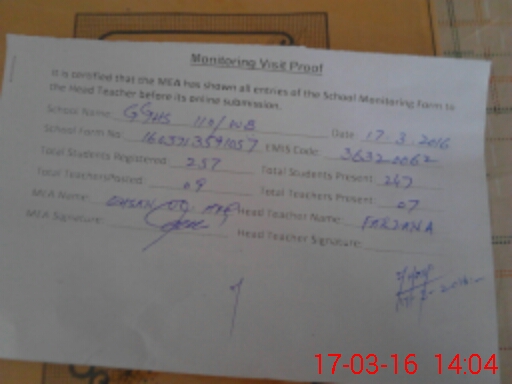 Monitoring Visit Proof
It is certified that the MEA has shown all entries of the School Monitoring Form to
the Head Teacher before its online submission.
School Name: GGHS 110/WB Date 17.3.2016
School Form No: EMIS Code: 36320062
Total Students Registered: 257 Total Students Present: 247
Total Teachers Posted: 09 Total Teachers Present: 07
MEA Name: Head Teacher Name: FARZANA
MEA Signature: Head Teacher Signature:
17-03-16 14:04